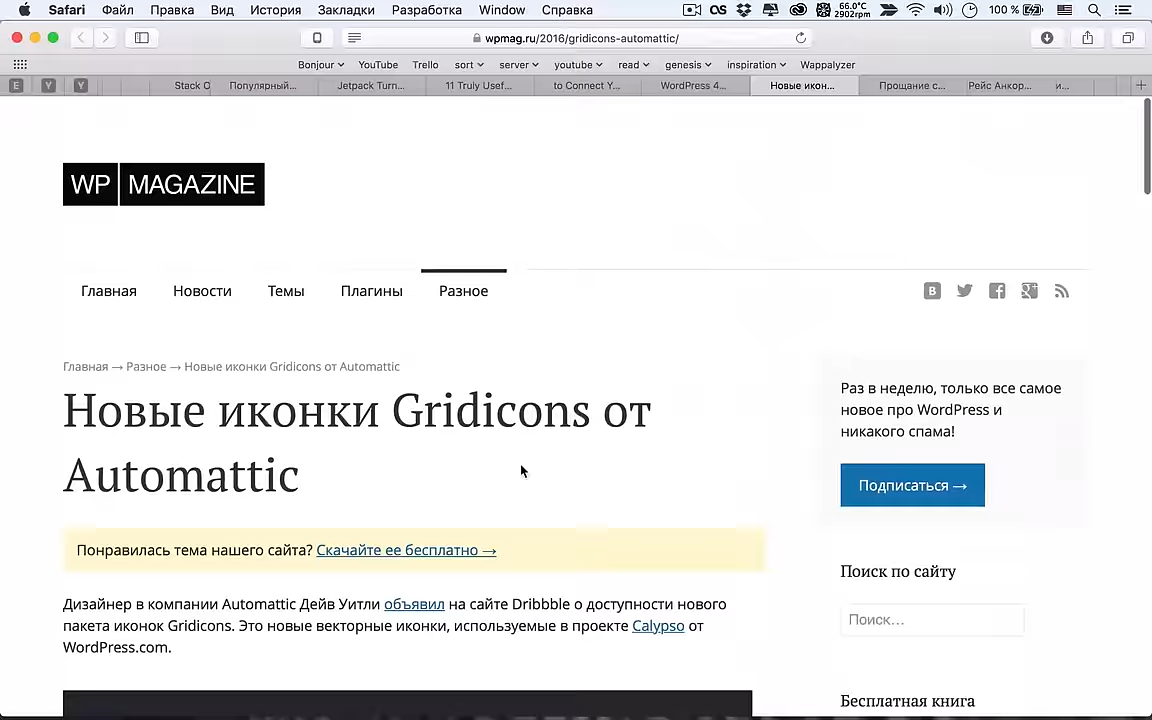 Safari Файл Правка Вид История Закладки Разработка Window Справка 66.0°C 2902rpm 100 %
wpmag.ru/2016/gridicons-automattic/
Bonjour YouTube Trello sort server youtube read genesis inspiration Wappalyzer
E Y Y Stack O Популярный... Jetpack Turn... 11 Truly Usef... to Connect Y... WordPress 4... Новые икон... Прощание с... Рейс Анкор... и...
WP MAGAZINE
Главная Новости Темы Плагины Разное
Главная → Разное → Новые иконки Gridicons от Automattic
Новые иконки Gridicons от
Automattic
Понравилась тема нашего сайта? Скачайте ее бесплатно →
Дизайнер в компании Automattic Дейв Уитли объявил на сайте Dribbble о доступности нового
пакета иконок Gridicons. Это новые векторные иконки, используемые в проекте Calypso от
WordPress.com.
Раз в неделю, только все самое
новое про WordPress и
никакого спама!
Подписаться →
Поиск по сайту
Поиск...
Бесплатная книга